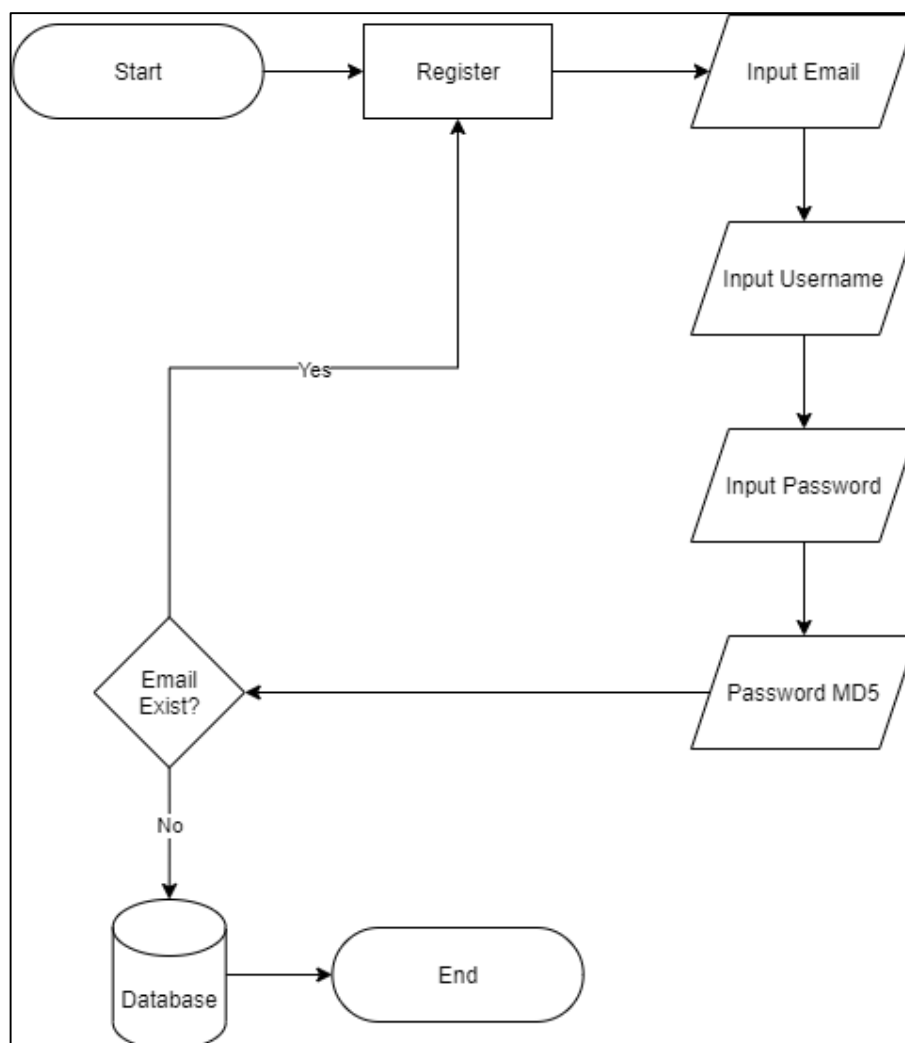 Start
Register
Input Email
Input Username
Input Password
Password MD5
Email
Exist?
Yes
No
Database
End